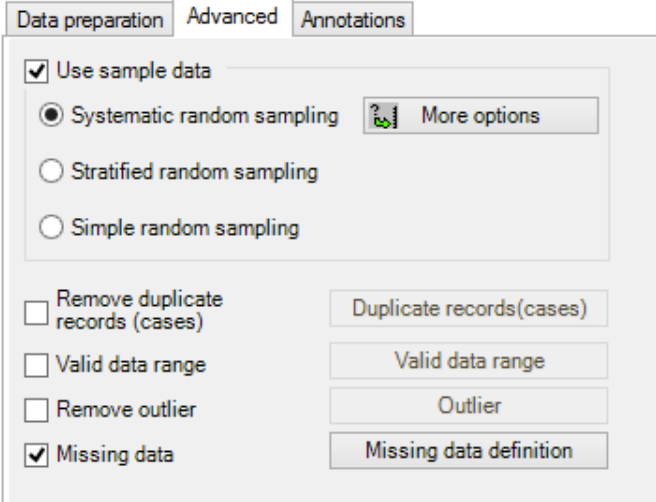 Data preparation Advanced Annotations
Use sample data
Systematic random sampling More options
Stratified random sampling
Simple random sampling
Remove duplicate
records (cases) Duplicate records(cases)
Valid data range Valid data range
Remove outlier Outlier
Missing data Missing data definition